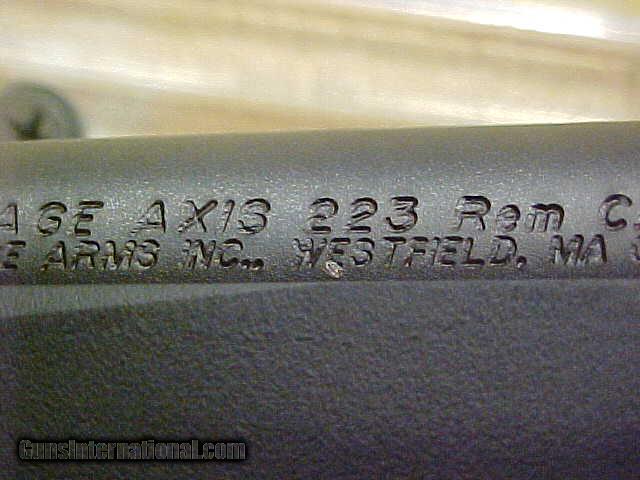 AGE AXIS 223 Rem C
E ARMS INC., WESTFIELD, MA
GunsInternational.com